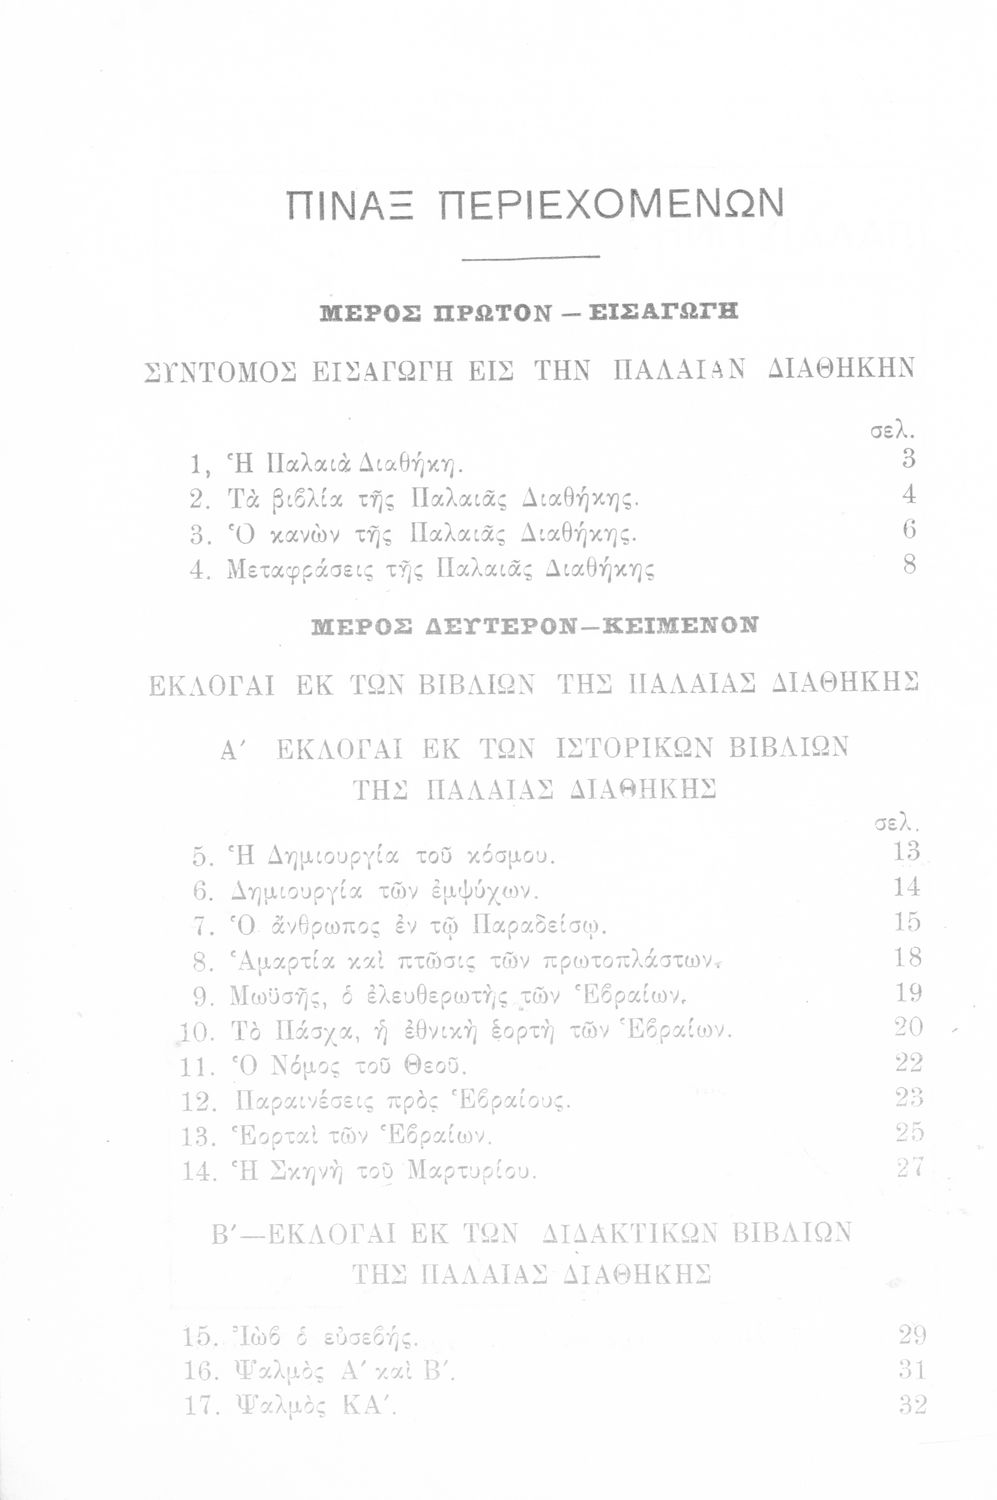 ΠΙΝΑΞ ΠΕΡΙΕΧΟΜΕΝΩΝ
ΜΕΡΟΣ ΠΡΩΤΟΝ — ΕΙΣΑΓΩΓΗ
ΣΥΝΤΟΜΟΣ ΕΙΣΑΓΩΓΗ ΕΙΣ ΤΗΝ ΠΑΛΑΙΑΝ ΔΙΑΘΗΚΗΝ
σελ.
1, Ἡ Παλαιὰ Διαθήκη. 3
2. Τὰ βιβλία τῆς Παλαιᾶς Διαθήκης. 4
3. Ὁ κανὼν τῆς Παλαιᾶς Διαθήκης. 6
4. Μεταφράσεις τῆς Παλαιᾶς Διαθήκης 8
ΜΕΡΟΣ ΔΕΥΤΕΡΟΝ—ΚΕΙΜΕΝΟΝ
ΕΚΛΟΓΑΙ ΕΚ ΤΩΝ ΒΙΒΛΙΩΝ ΤΗΣ ΠΑΛΑΙΑΣ ΔΙΑΘΗΚΗΣ
Α΄ ΕΚΛΟΓΑΙ ΕΚ ΤΩΝ ΙΣΤΟΡΙΚΩΝ ΒΙΒΛΙΩΝ
ΤΗΣ ΠΑΛΑΙΑΣ ΔΙΑΘΗΚΗΣ
σελ.
5. Ἡ Δημιουργία τοῦ κόσμου. 13
6. Δημιουργία τῶν ἐμψύχων. 14
7. Ὁ ἄνθρωπος ἐν τῷ Παραδείσῳ. 15
8. Ἁμαρτία καὶ πτῶσις τῶν πρωτοπλάστων. 18
9. Μωϋσῆς, ὁ ἐλευθερωτὴς τῶν Ἑβραίων. 19
10. Τὸ Πάσχα, ἡ ἐθνικὴ ἑορτὴ τῶν Ἑβραίων. 20
11. Ὁ Νόμος τοῦ Θεοῦ. 22
12. Παραινέσεις πρὸς Ἑβραίους. 23
13. Ἑορταὶ τῶν Ἑβραίων. 25
14. Ἡ Σκηνὴ τοῦ Μαρτυρίου. 27
Β΄—ΕΚΛΟΓΑΙ ΕΚ ΤΩΝ ΔΙΔΑΚΤΙΚΩΝ ΒΙΒΛΙΩΝ
ΤΗΣ ΠΑΛΑΙΑΣ ΔΙΑΘΗΚΗΣ
15. Ἰὼβ ὁ εὐσεβής. 29
16. Ψαλμὸς Α΄ καὶ Β΄. 31
17. Ψαλμὸς ΚΑ΄. 32